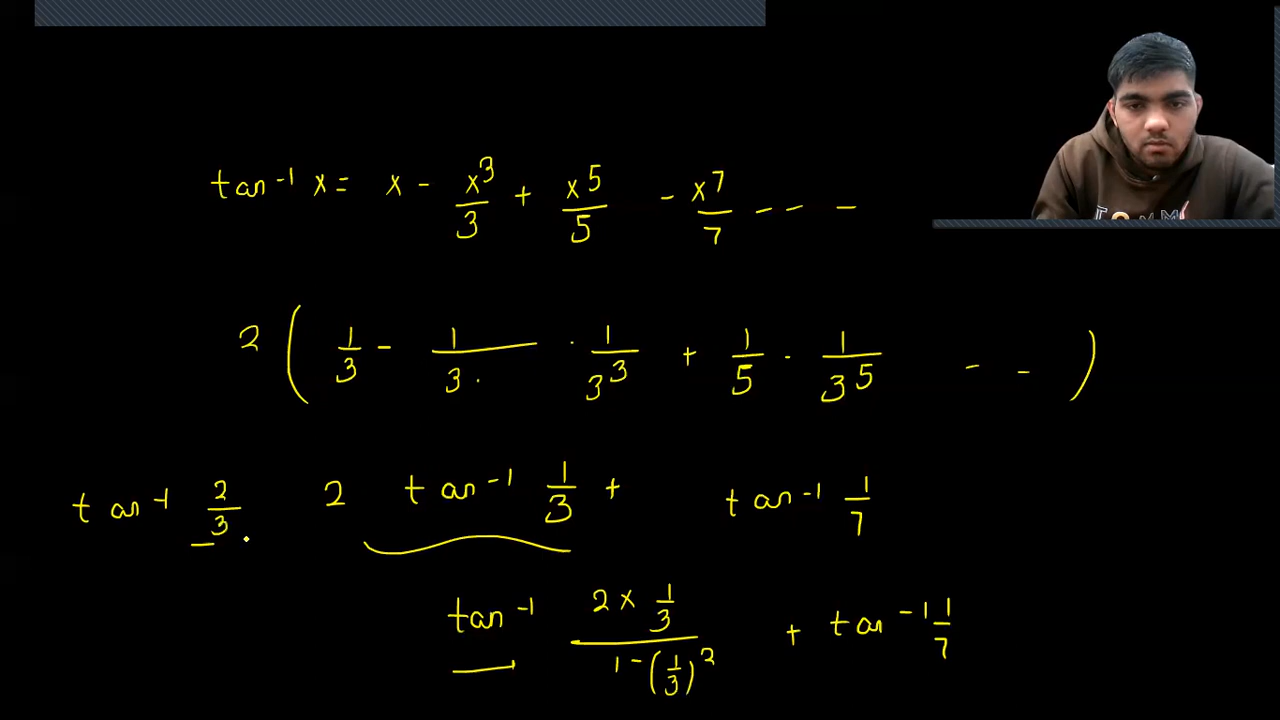 tan⁻¹ x = x - x³/3 + x⁵/5 - x⁷/7 - - -
2 ( 1/3 - 1/3 · 1/3³ + 1/5 · 1/3⁵ - - )
tan⁻¹ 2/3 2 tan⁻¹ 1/3 + tan⁻¹ 1/7
tan⁻¹ (2 × 1/3)/(1 - (1/3)²) + tan⁻¹ 1/7